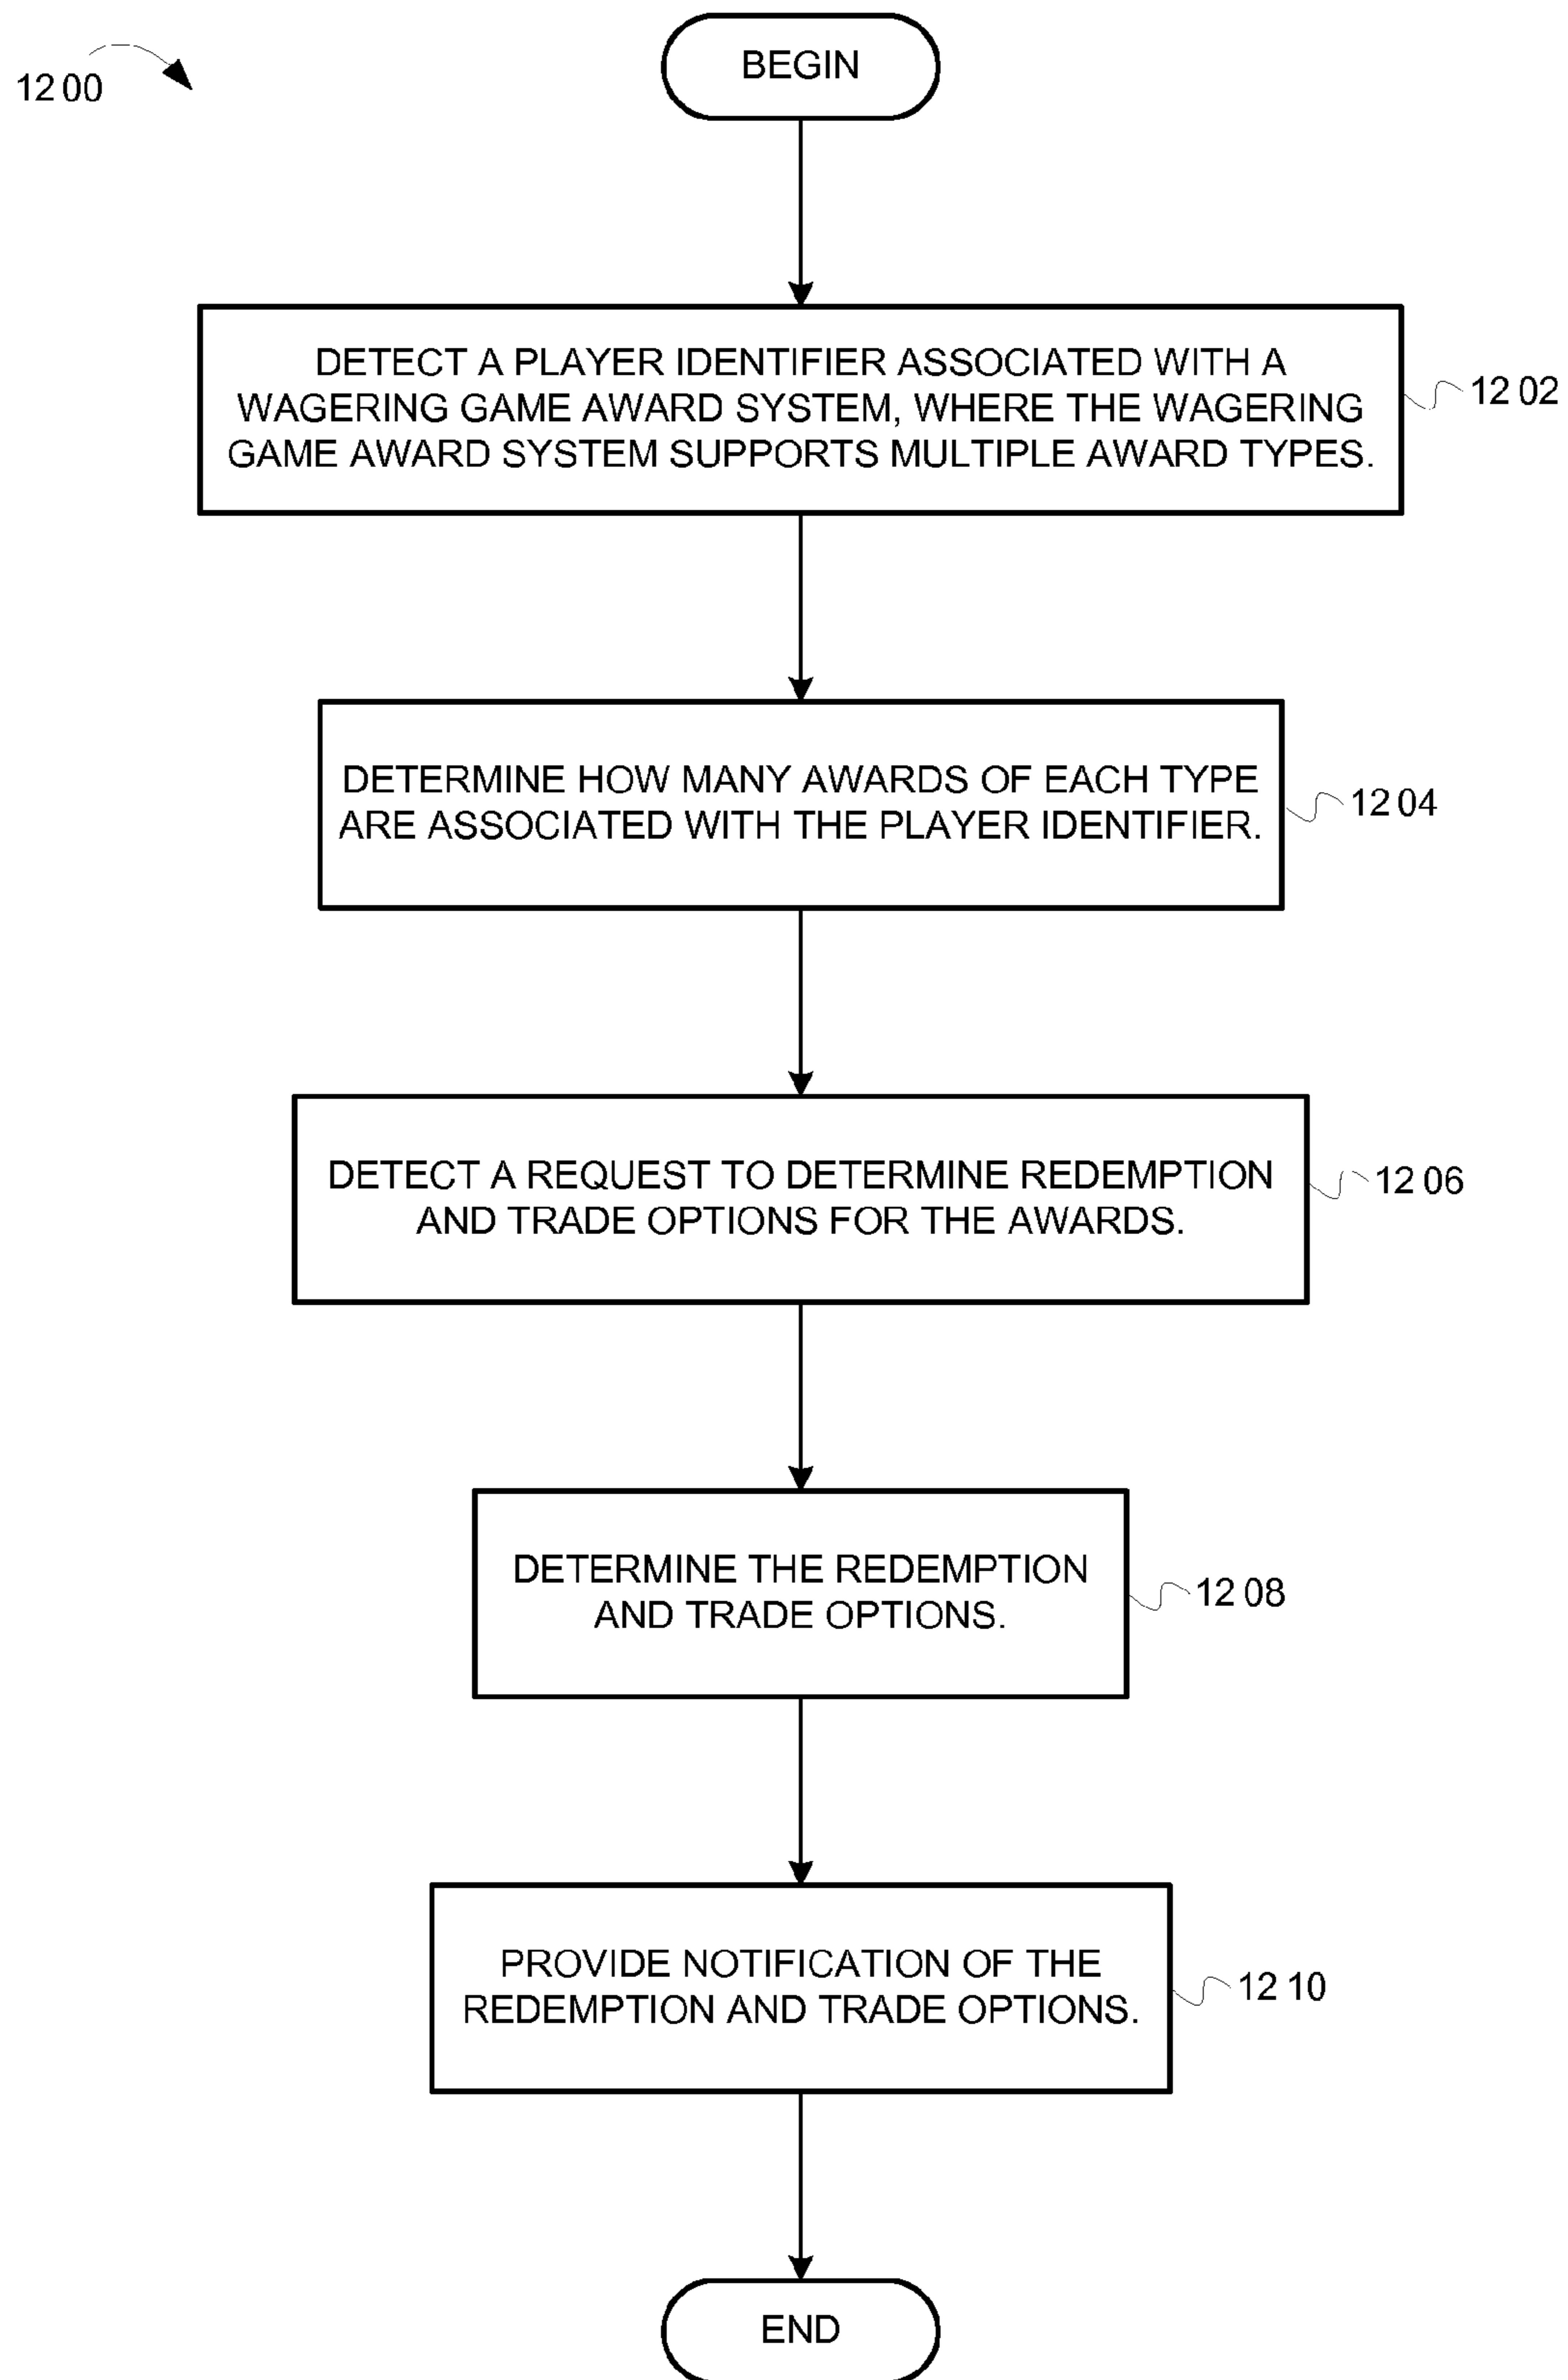 1200
BEGIN
DETECT A PLAYER IDENTIFIER ASSOCIATED WITH A
WAGERING GAME AWARD SYSTEM, WHERE THE WAGERING
GAME AWARD SYSTEM SUPPORTS MULTIPLE AWARD TYPES.
1202
DETERMINE HOW MANY AWARDS OF EACH TYPE
ARE ASSOCIATED WITH THE PLAYER IDENTIFIER.
1204
DETECT A REQUEST TO DETERMINE REDEMPTION
AND TRADE OPTIONS FOR THE AWARDS.
1206
DETERMINE THE REDEMPTION
AND TRADE OPTIONS.
1208
PROVIDE NOTIFICATION OF THE
REDEMPTION AND TRADE OPTIONS.
1210
END